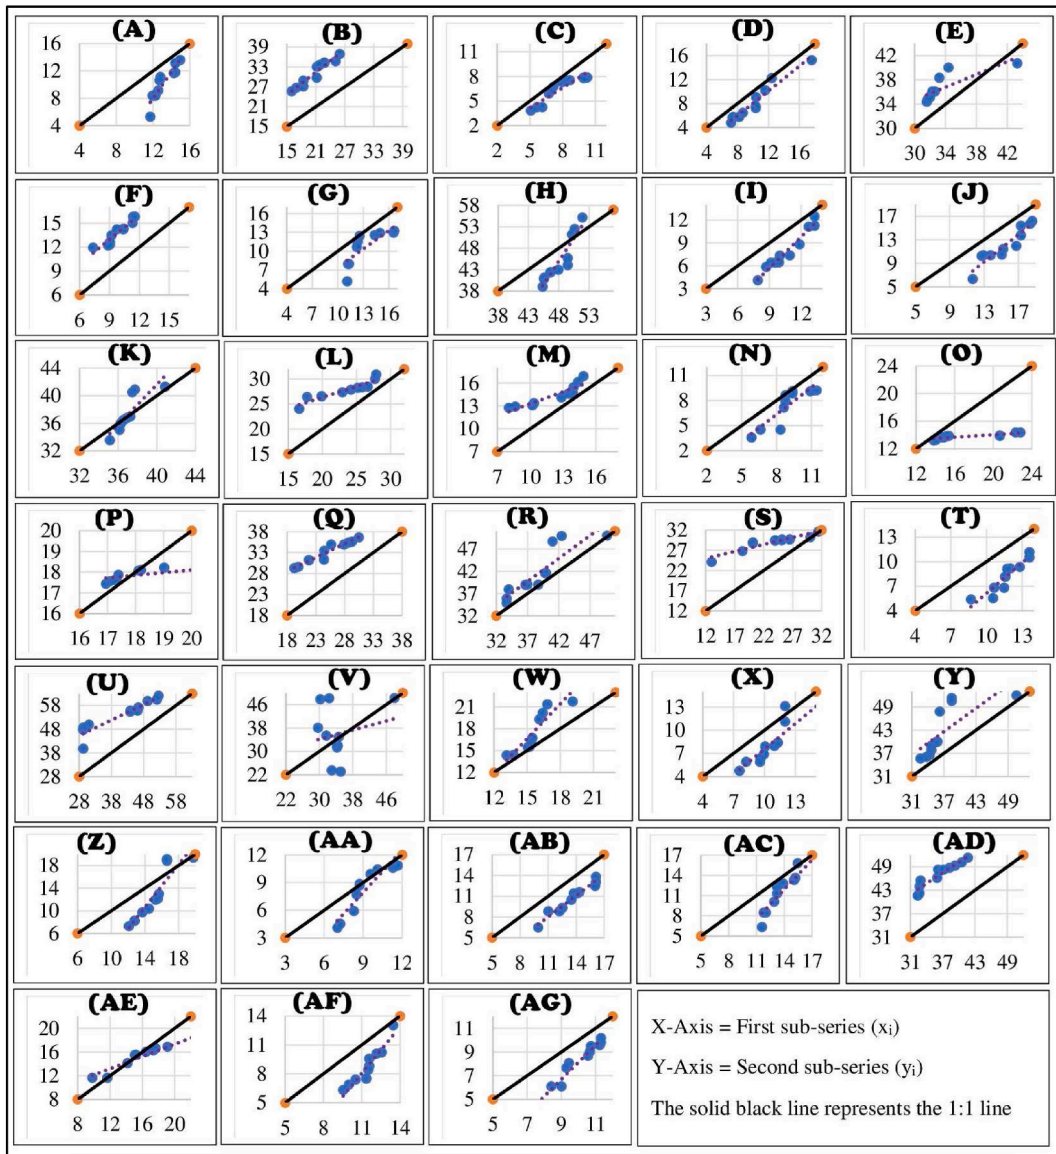 (A)
16
12
8
4
4 8 12 16
(B)
39
33
27
21
15
15 21 27 33 39
(C)
11
8
5
2
2 5 8 11
(D)
16
12
8
4
4 8 12 16
(E)
42
38
34
30
30 34 38 42
(F)
15
12
9
6
6 9 12 15
(G)
16
13
10
7
4
4 7 10 13 16
(H)
58
53
48
43
38
38 43 48 53
(I)
12
9
6
3
3 6 9 12
(J)
17
13
9
5
5 9 13 17
(K)
44
40
36
32
32 36 40 44
(L)
30
25
20
15
15 20 25 30
(M)
16
13
10
7
7 10 13 16
(N)
11
8
5
2
2 5 8 11
(O)
24
20
16
12
12 16 20 24
(P)
20
19
18
17
16
16 17 18 19 20
(Q)
38
33
28
23
18
18 23 28 33 38
(R)
47
42
37
32
32 37 42 47
(S)
32
27
22
17
12
12 17 22 27 32
(T)
13
10
7
4
4 7 10 13
(U)
58
48
38
28
28 38 48 58
(V)
46
38
30
22
22 30 38 46
(W)
21
18
15
12
12 15 18 21
(X)
13
10
7
4
4 7 10 13
(Y)
49
43
37
31
31 37 43 49
(Z)
18
14
10
6
6 10 14 18
(AA)
12
9
6
3
3 6 9 12
(AB)
17
14
11
8
5
5 8 11 14 17
(AC)
17
14
11
8
5
5 8 11 14 17
(AD)
49
43
37
31
31 37 43 49
(AE)
20
16
12
8
8 12 16 20
(AF)
14
11
8
5
5 8 11 14
(AG)
11
9
7
5
5 7 9 11
X-Axis = First sub-series (xi)
Y-Axis = Second sub-series (yi)
The solid black line represents the 1:1 line